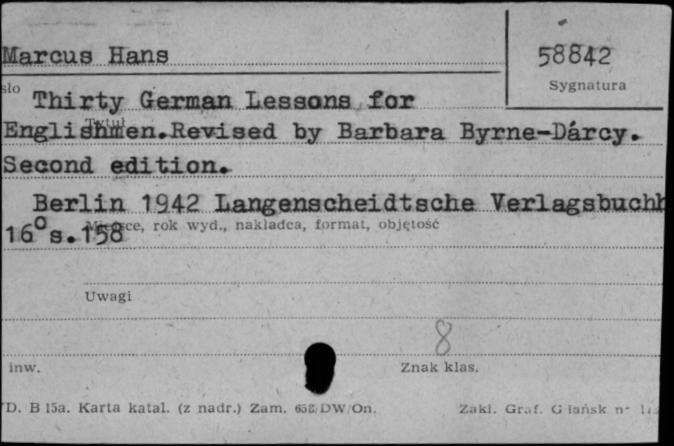 Marcus Hans
58842
Sygnatura
sło
Thirty German Lessons for
Tytuł
Englishmen.Revised by Barbara Byrne-Dárcy.
Second edition.
Berlin 1942 Langenscheidtsche Verlagsbuchh
Miejsce, rok wyd., nakładca, format, objętość
16° s.158
Uwagi
8
inw.
Znak klas.
D. B 15a. Karta katal. (z nadr.) Zam. 658/DW/On.
Zakł. Graf. Gdańsk